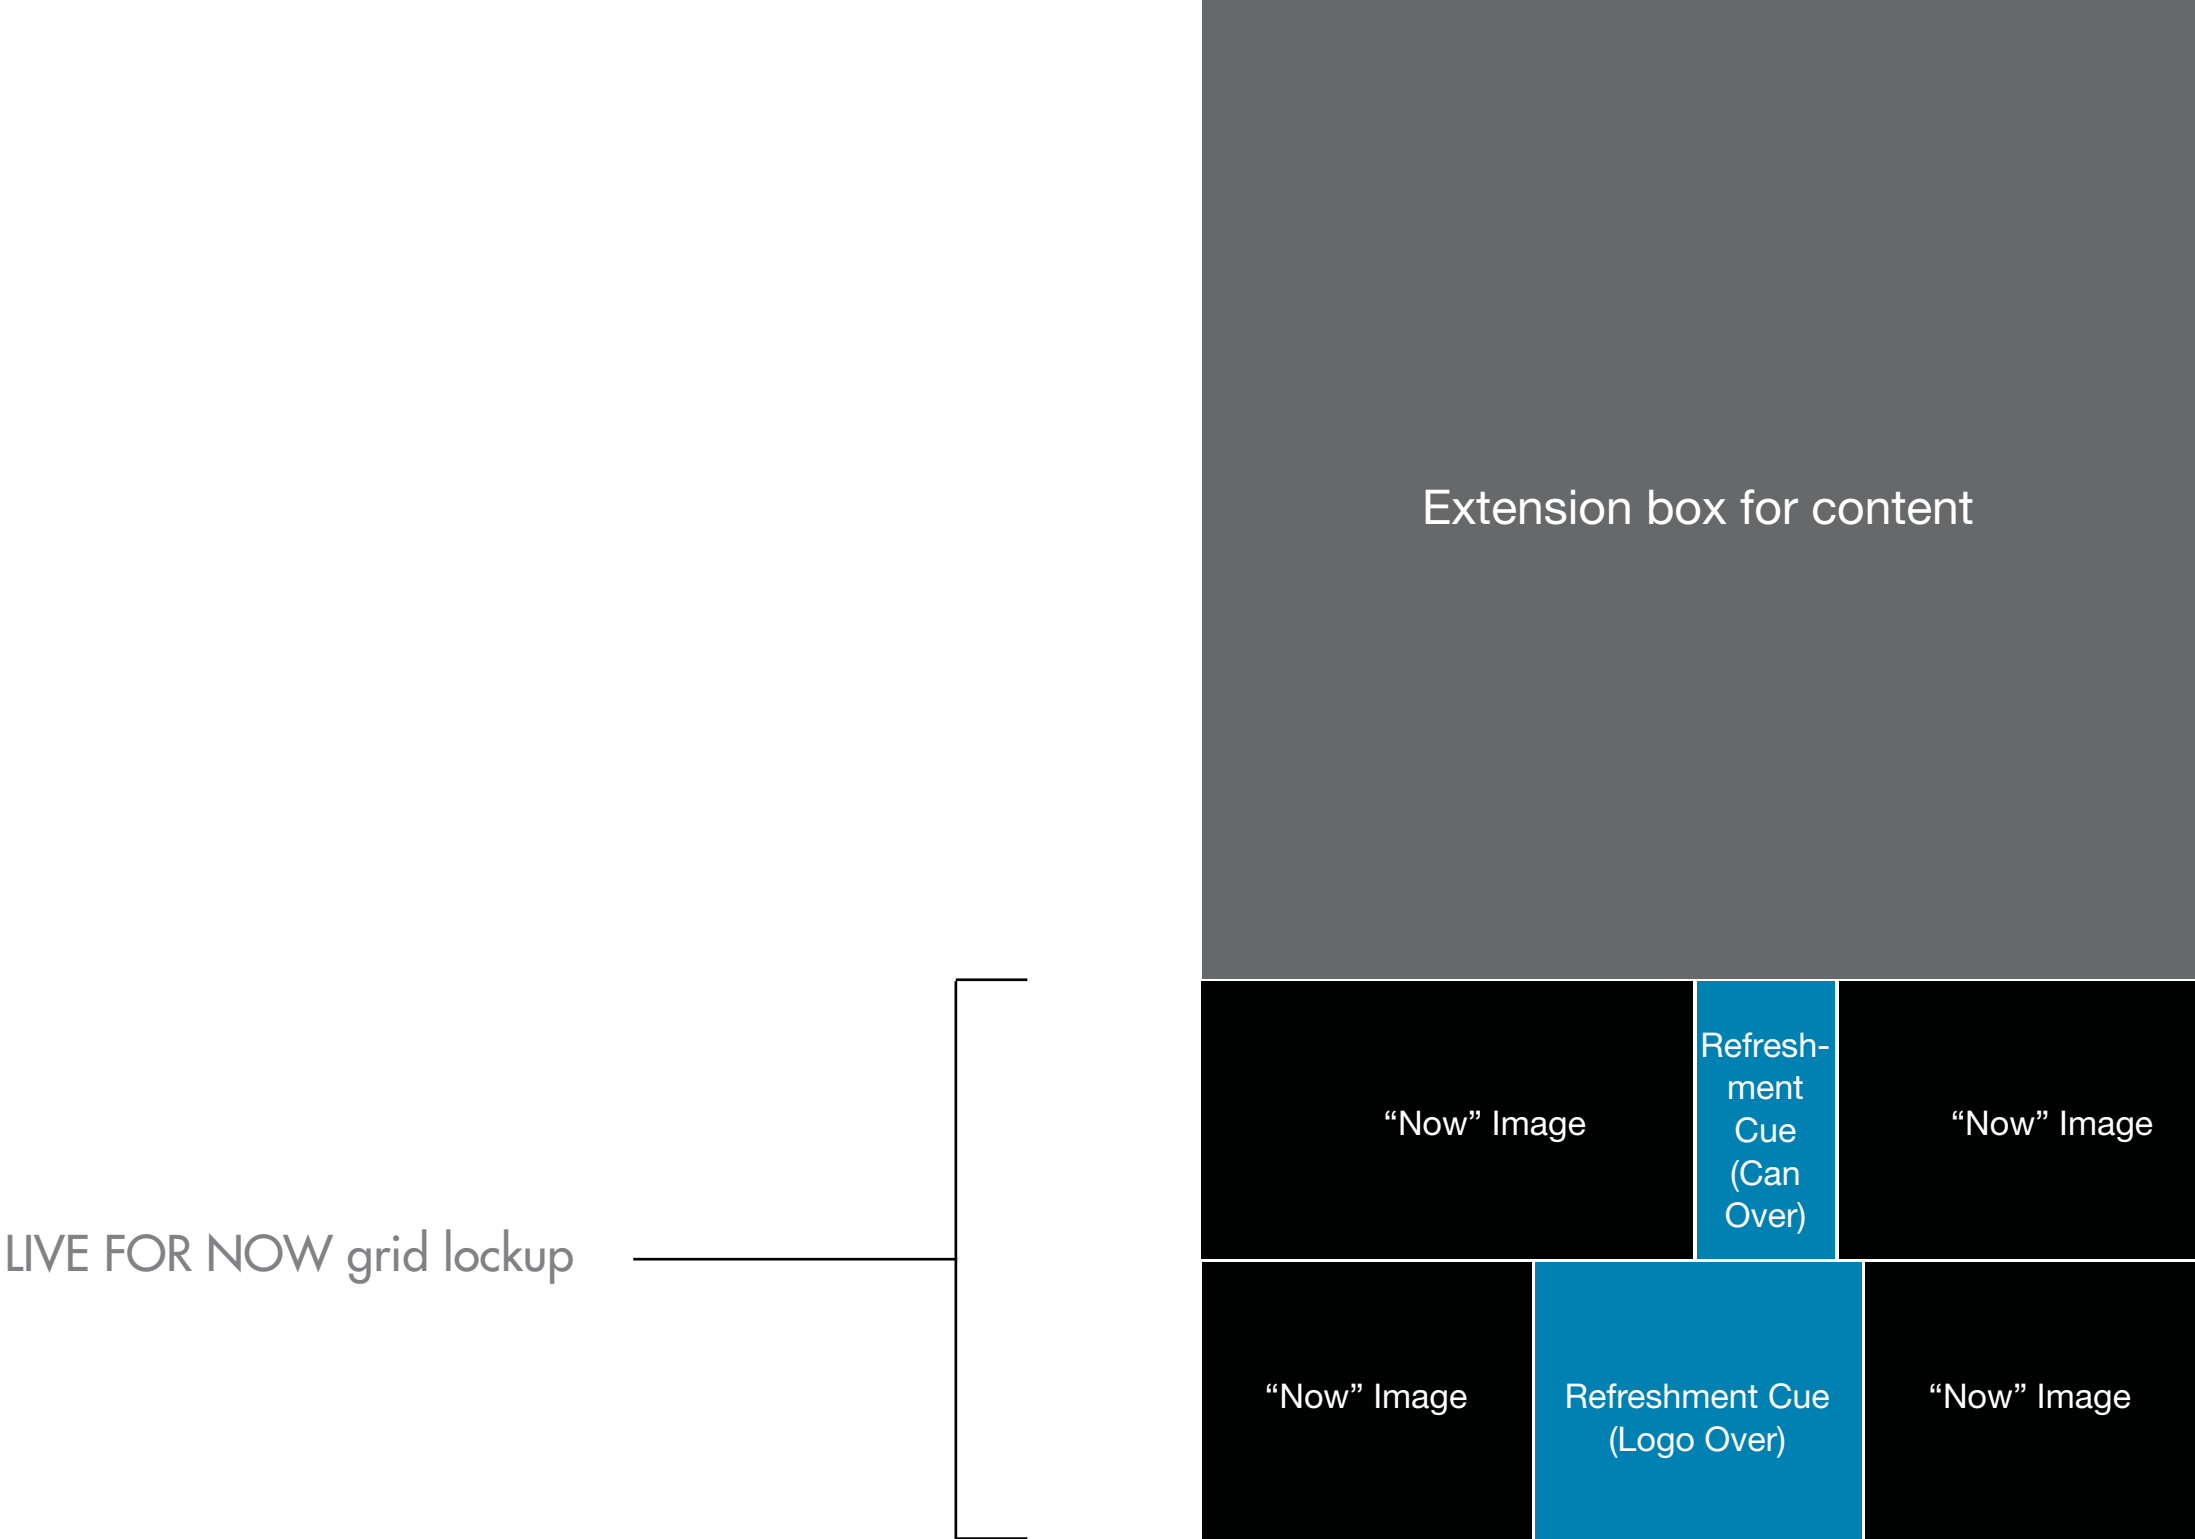 Extension box for content
“Now” Image
Refresh-
ment
Cue
(Can
Over)
“Now” Image
LIVE FOR NOW grid lockup
“Now” Image
Refreshment Cue
(Logo Over)
“Now” Image